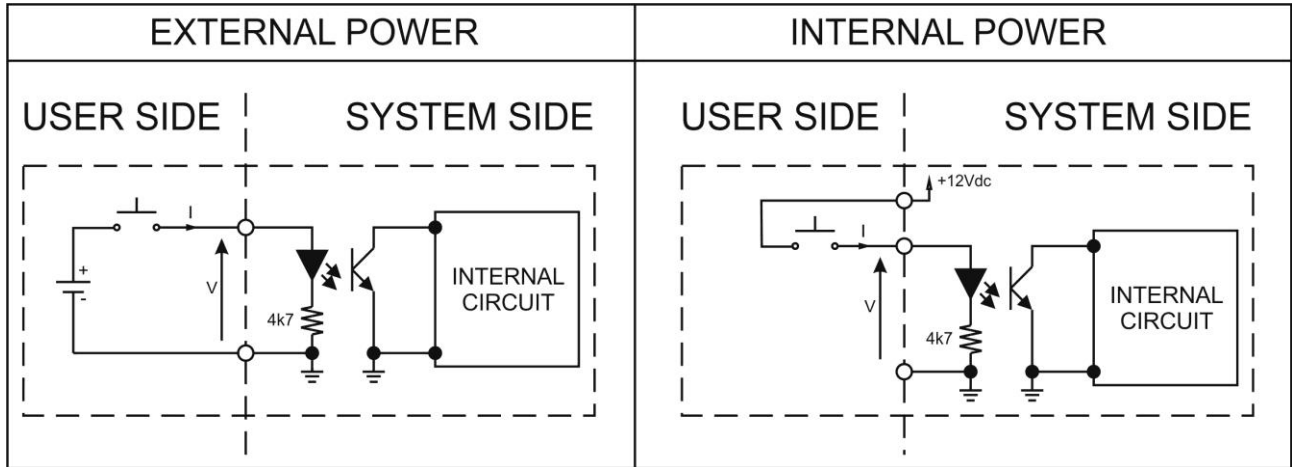 EXTERNAL POWER
USER SIDE
SYSTEM SIDE
I
+
-
V
4k7
INTERNAL
CIRCUIT
INTERNAL POWER
USER SIDE
SYSTEM SIDE
+12Vdc
I
V
4k7
INTERNAL
CIRCUIT